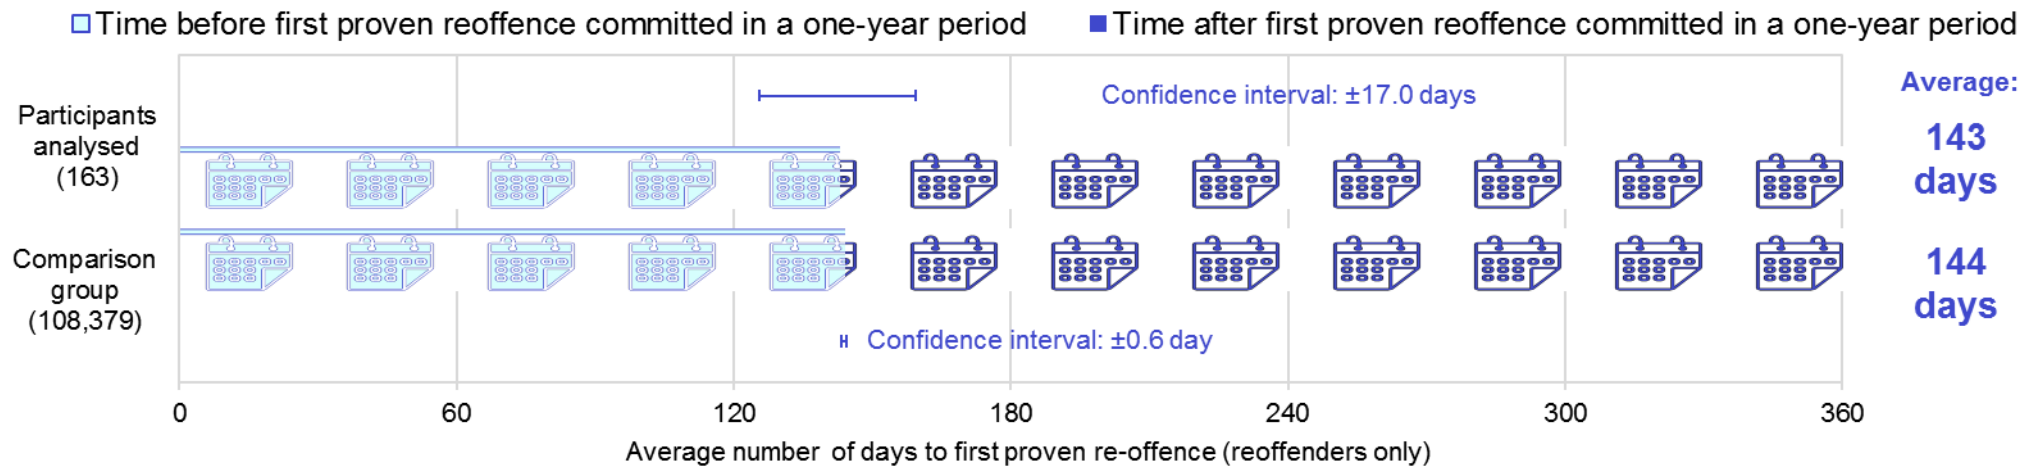 Time before first proven reoffence committed in a one-year period
Time after first proven reoffence committed in a one-year period
Participants
analysed
(163)
Confidence interval: ±17.0 days
Average:
143
days
Comparison
group
(108,379)
Confidence interval: ±0.6 day
144
days
0 60 120 180 240 300 360
Average number of days to first proven re-offence (reoffenders only)